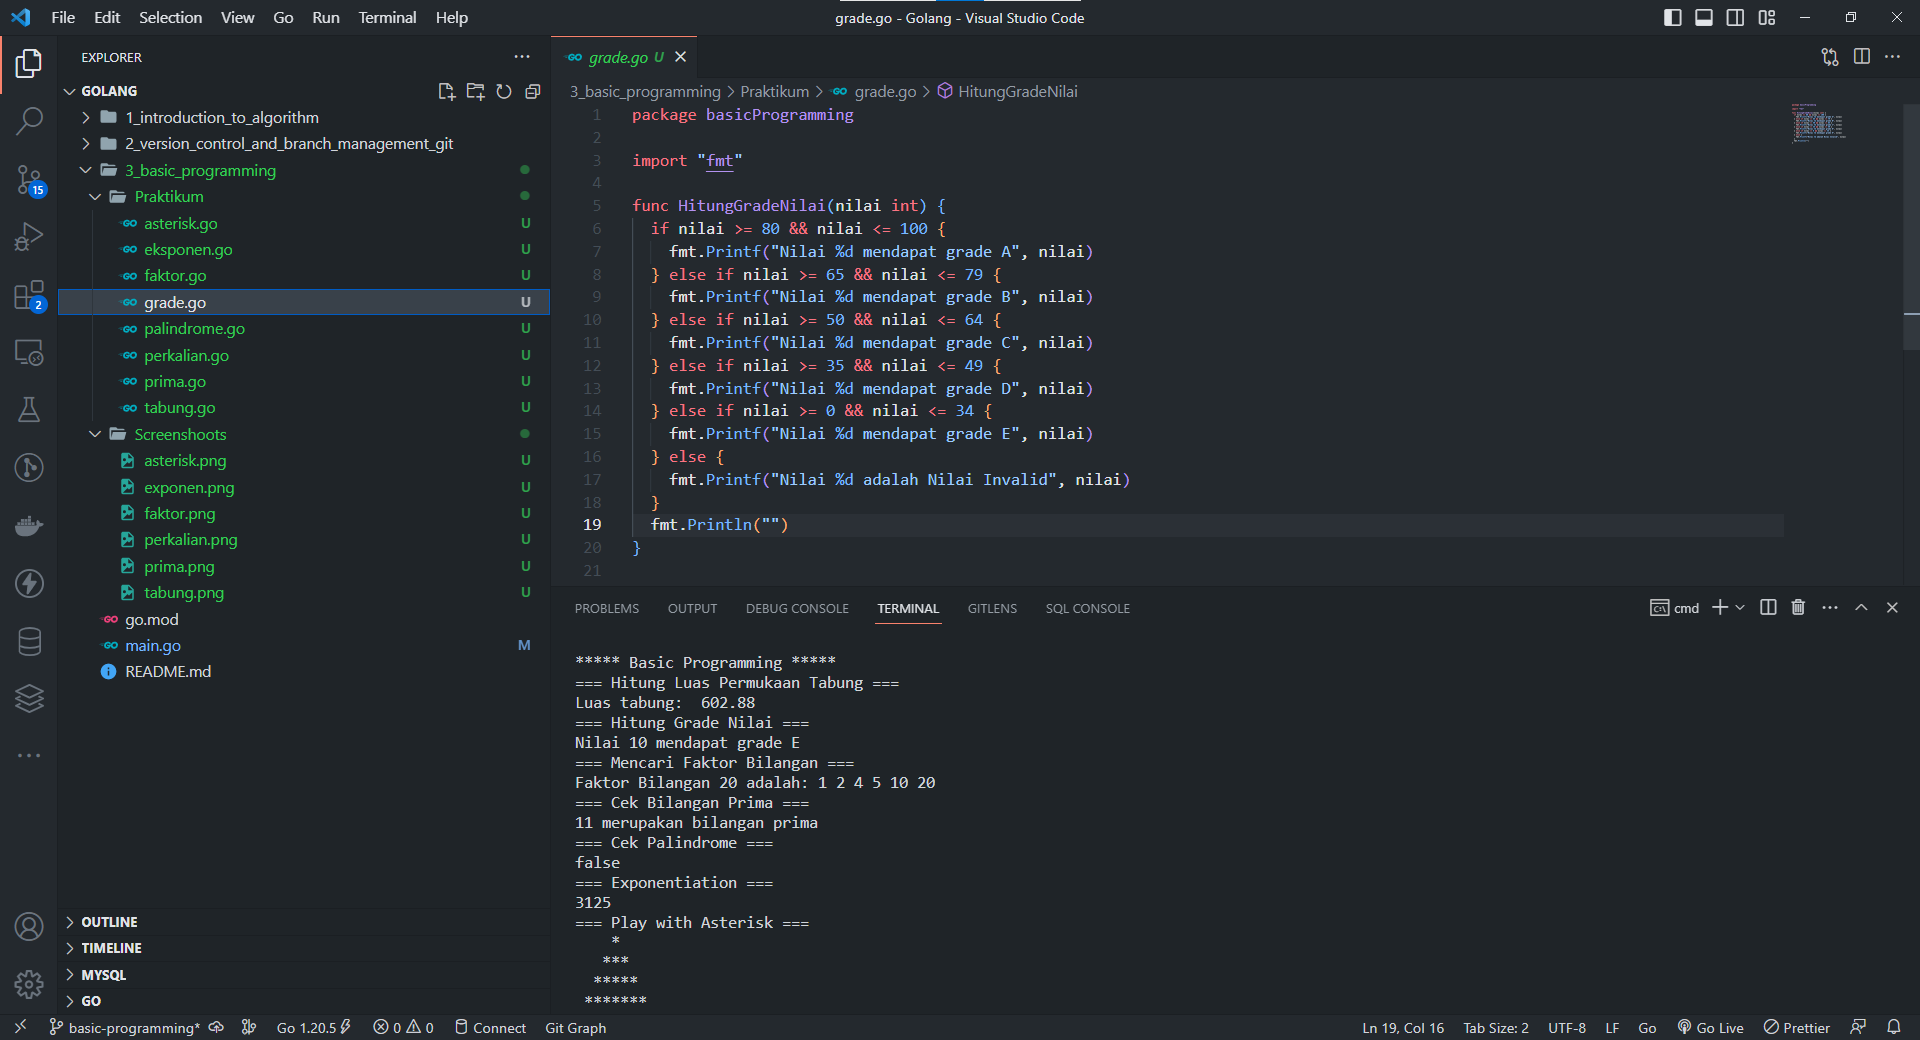 File Edit Selection View Go Run Terminal Help
grade.go - Golang - Visual Studio Code
EXPLORER
GOLANG
1_introduction_to_algorithm
2_version_control_and_branch_management_git
3_basic_programming
Praktikum
asterisk.go U
eksponen.go U
faktor.go U
grade.go U
palindrome.go U
perkalian.go U
prima.go U
tabung.go U
Screenshoots
asterisk.png U
exponen.png U
faktor.png U
perkalian.png U
prima.png U
tabung.png U
go.mod
main.go M
README.md
15
2
OUTLINE
TIMELINE
MYSQL
GO
grade.go U
3_basic_programming > Praktikum > grade.go > HitungGradeNilai
1 package basicProgramming
2
3 import "fmt"
4
5 func HitungGradeNilai(nilai int) {
6 if nilai >= 80 && nilai <= 100 {
7 fmt.Printf("Nilai %d mendapat grade A", nilai)
8 } else if nilai >= 65 && nilai <= 79 {
9 fmt.Printf("Nilai %d mendapat grade B", nilai)
10 } else if nilai >= 50 && nilai <= 64 {
11 fmt.Printf("Nilai %d mendapat grade C", nilai)
12 } else if nilai >= 35 && nilai <= 49 {
13 fmt.Printf("Nilai %d mendapat grade D", nilai)
14 } else if nilai >= 0 && nilai <= 34 {
15 fmt.Printf("Nilai %d mendapat grade E", nilai)
16 } else {
17 fmt.Printf("Nilai %d adalah Nilai Invalid", nilai)
18 }
19 fmt.Println("")
20 }
21
PROBLEMS OUTPUT DEBUG CONSOLE TERMINAL GITLENS SQL CONSOLE
cmd
***** Basic Programming *****
=== Hitung Luas Permukaan Tabung ===
Luas tabung:  602.88
=== Hitung Grade Nilai ===
Nilai 10 mendapat grade E
=== Mencari Faktor Bilangan ===
Faktor Bilangan 20 adalah: 1 2 4 5 10 20
=== Cek Bilangan Prima ===
11 merupakan bilangan prima
=== Cek Palindrome ===
false
=== Exponentiation ===
3125
=== Play with Asterisk ===
*
***
*****
*******
basic-programming* Go 1.20.5 0 0 Connect Git Graph
Ln 19, Col 16 Tab Size: 2 UTF-8 LF Go Go Live Prettier